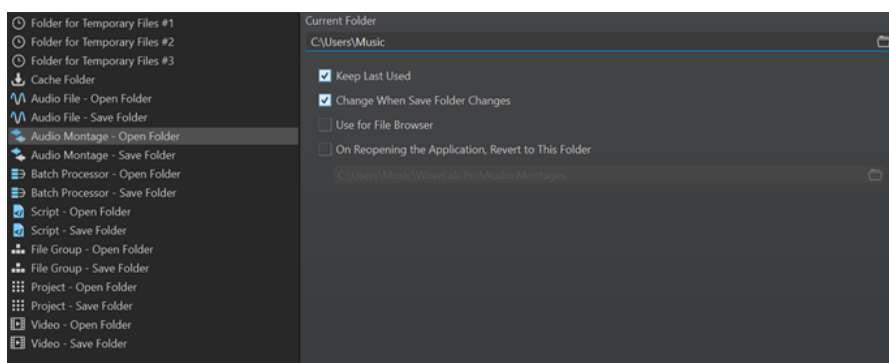 Folder for Temporary Files #1
Folder for Temporary Files #2
Folder for Temporary Files #3
Cache Folder
Audio File - Open Folder
Audio File - Save Folder
Audio Montage - Open Folder
Audio Montage - Save Folder
Batch Processor - Open Folder
Batch Processor - Save Folder
Script - Open Folder
Script - Save Folder
File Group - Open Folder
File Group - Save Folder
Project - Open Folder
Project - Save Folder
Video - Open Folder
Video - Save Folder
Current Folder
C:\Users\Music
Keep Last Used
Change When Save Folder Changes
Use for File Browser
On Reopening the Application, Revert to This Folder
C:\Users\Music\WaveLab Pro\Audio Montages